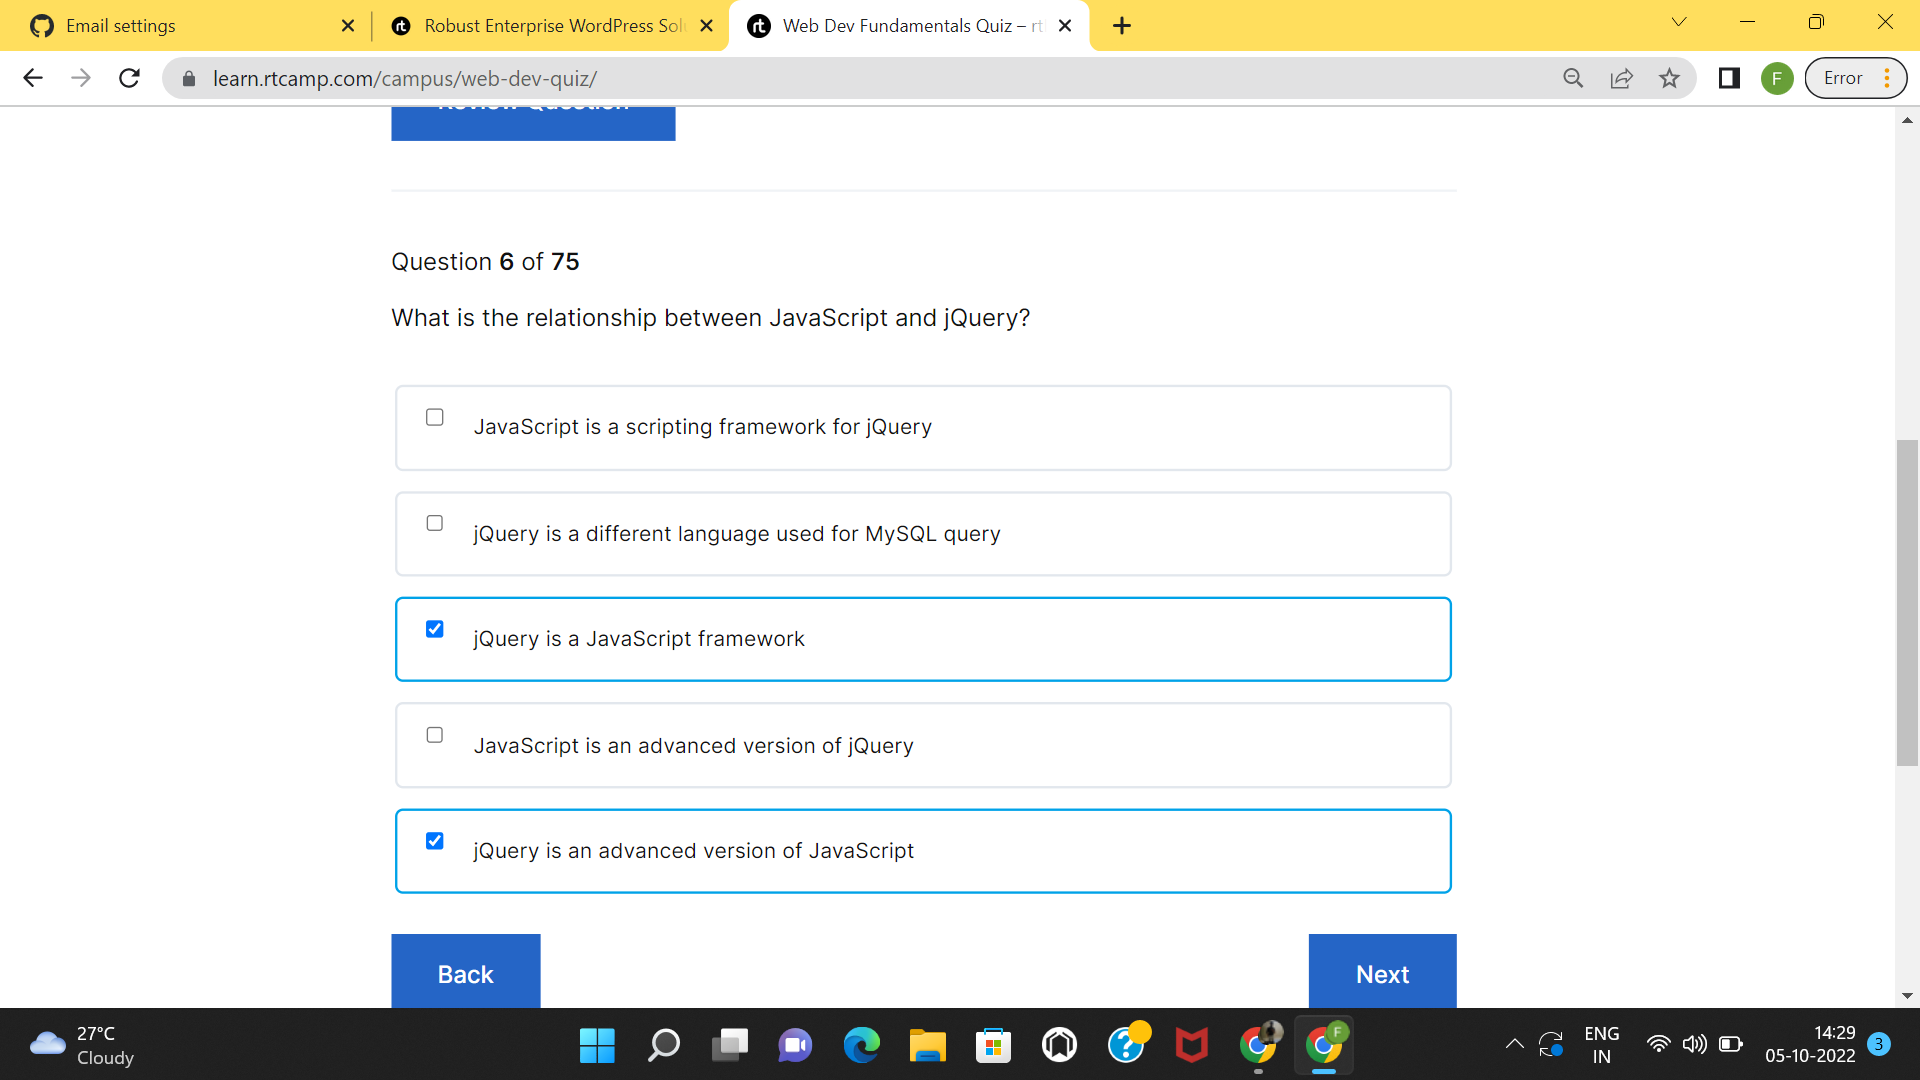 Email settings
Robust Enterprise WordPress Sol
Web Dev Fundamentals Quiz – rt
learn.rtcamp.com/campus/web-dev-quiz/
F
Error
Review Question
Question 6 of 75
What is the relationship between JavaScript and jQuery?
JavaScript is a scripting framework for jQuery
jQuery is a different language used for MySQL query
jQuery is a JavaScript framework
JavaScript is an advanced version of jQuery
jQuery is an advanced version of JavaScript
Back
Next
27°C
Cloudy
F
ENG
IN
14:29
05-10-2022
3